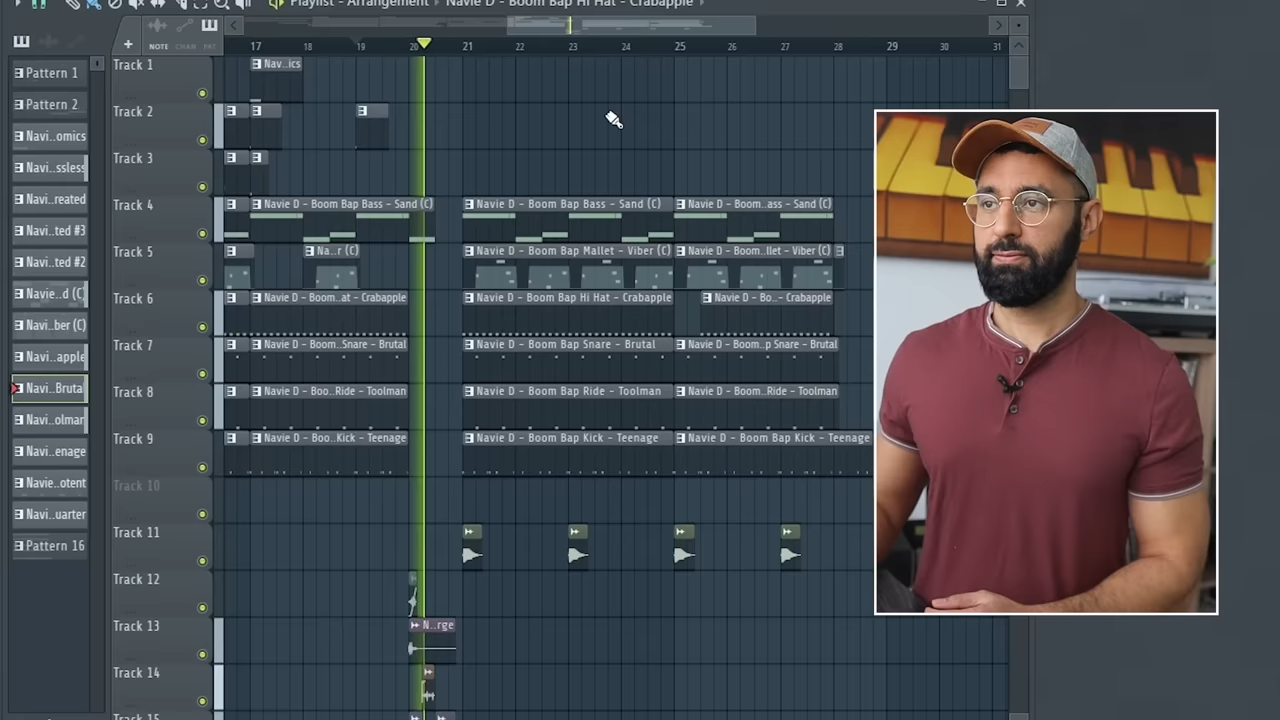 Playlist - Arrangement › Navie D - Boom Bap Hi Hat - Crabapple ›
NOTE CHAN PAT
17 18 19 20 21 22 23 24 25 26 27 28 29 30 31
Pattern 1
Pattern 2
Navi..omics
Navi..ssless
Navi..reated
Navi..ted #3
Navi..ted #2
Navie..d (C)
Navi..ber (C)
Navi..apple
Navi..Brutal
Navi..olman
Navi..enage
Navie..otent
Navi..uarter
Pattern 16
Track 1
Nav..ics
Track 2
Track 3
Track 4
Navie D - Boom Bap Bass - Sand (C)
Navie D - Boom Bap Bass - Sand (C)
Navie D - Boom..ass - Sand (C)
Track 5
Na..r (C)
Navie D - Boom Bap Mallet - Viber (C)
Navie D - Boom..llet - Viber (C)
Track 6
Navie D - Boom..at - Crabapple
Navie D - Boom Bap Hi Hat - Crabapple
Navie D - Bo..- Crabapple
Track 7
Navie D - Boom..Snare - Brutal
Navie D - Boom Bap Snare - Brutal
Navie D - Boom..p Snare - Brutal
Track 8
Navie D - Boo..Ride - Toolman
Navie D - Boom Bap Ride - Toolman
Navie D - Boom..Ride - Toolman
Track 9
Navie D - Boo..Kick - Teenage
Navie D - Boom Bap Kick - Teenage
Navie D - Boom Bap Kick - Teenage
Track 10
Track 11
Track 12
Track 13
N..rge
Track 14
Track 15